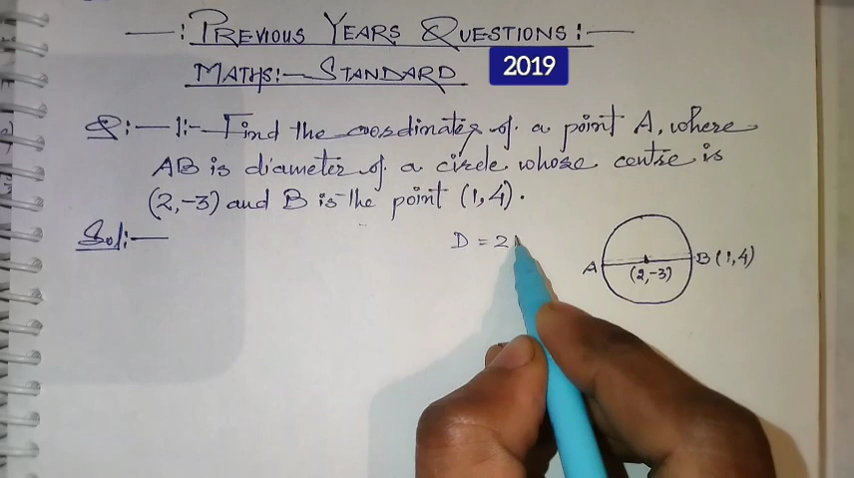 —: PREVIOUS YEARS QUESTIONS:—
MATHS:— STANDARD 2019
Q:— 1:- Find the coordinates of a point A, where
AB is diameter of a circle whose centre is
(2,-3) and B is the point (1,4).
Sol:—
D = 2
A (2,-3) B (1,4)